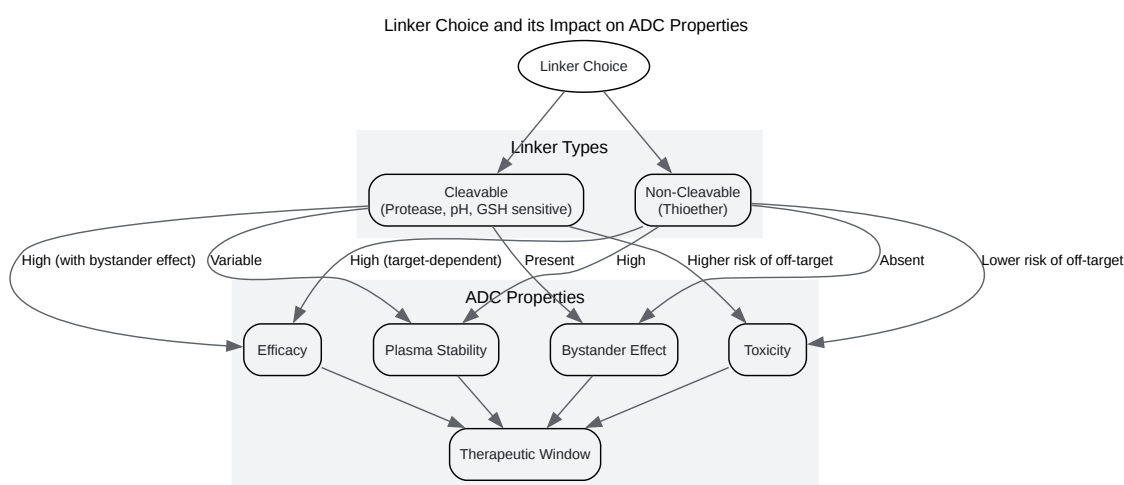 Linker Choice and its Impact on ADC Properties
Linker Choice
Linker Types
Cleavable
(Protease, pH, GSH sensitive)
Non-Cleavable
(Thioether)
High (with bystander effect)
Variable
High (target-dependent)
Present
High
Higher risk of off-target
Absent
Lower risk of off-target
ADC Properties
Efficacy
Plasma Stability
Bystander Effect
Toxicity
Therapeutic Window